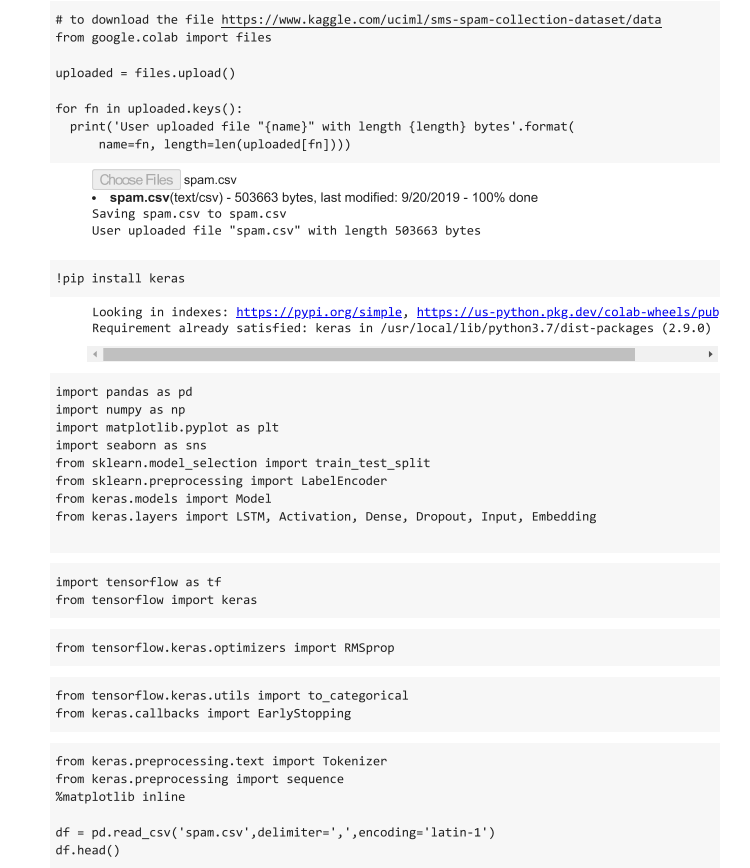 # to download the file https://www.kaggle.com/uciml/sms-spam-collection-dataset/data
from google.colab import files
uploaded = files.upload()
for fn in uploaded.keys():
  print('User uploaded file "{name}" with length {length} bytes'.format(
      name=fn, length=len(uploaded[fn])))
Choose Files spam.csv
• spam.csv(text/csv) - 503663 bytes, last modified: 9/20/2019 - 100% done
Saving spam.csv to spam.csv
User uploaded file "spam.csv" with length 503663 bytes
!pip install keras
Looking in indexes: https://pypi.org/simple, https://us-python.pkg.dev/colab-wheels/pub
Requirement already satisfied: keras in /usr/local/lib/python3.7/dist-packages (2.9.0)
import pandas as pd
import numpy as np
import matplotlib.pyplot as plt
import seaborn as sns
from sklearn.model_selection import train_test_split
from sklearn.preprocessing import LabelEncoder
from keras.models import Model
from keras.layers import LSTM, Activation, Dense, Dropout, Input, Embedding
import tensorflow as tf
from tensorflow import keras
from tensorflow.keras.optimizers import RMSprop
from tensorflow.keras.utils import to_categorical
from keras.callbacks import EarlyStopping
from keras.preprocessing.text import Tokenizer
from keras.preprocessing import sequence
%matplotlib inline
df = pd.read_csv('spam.csv',delimiter=',',encoding='latin-1')
df.head()